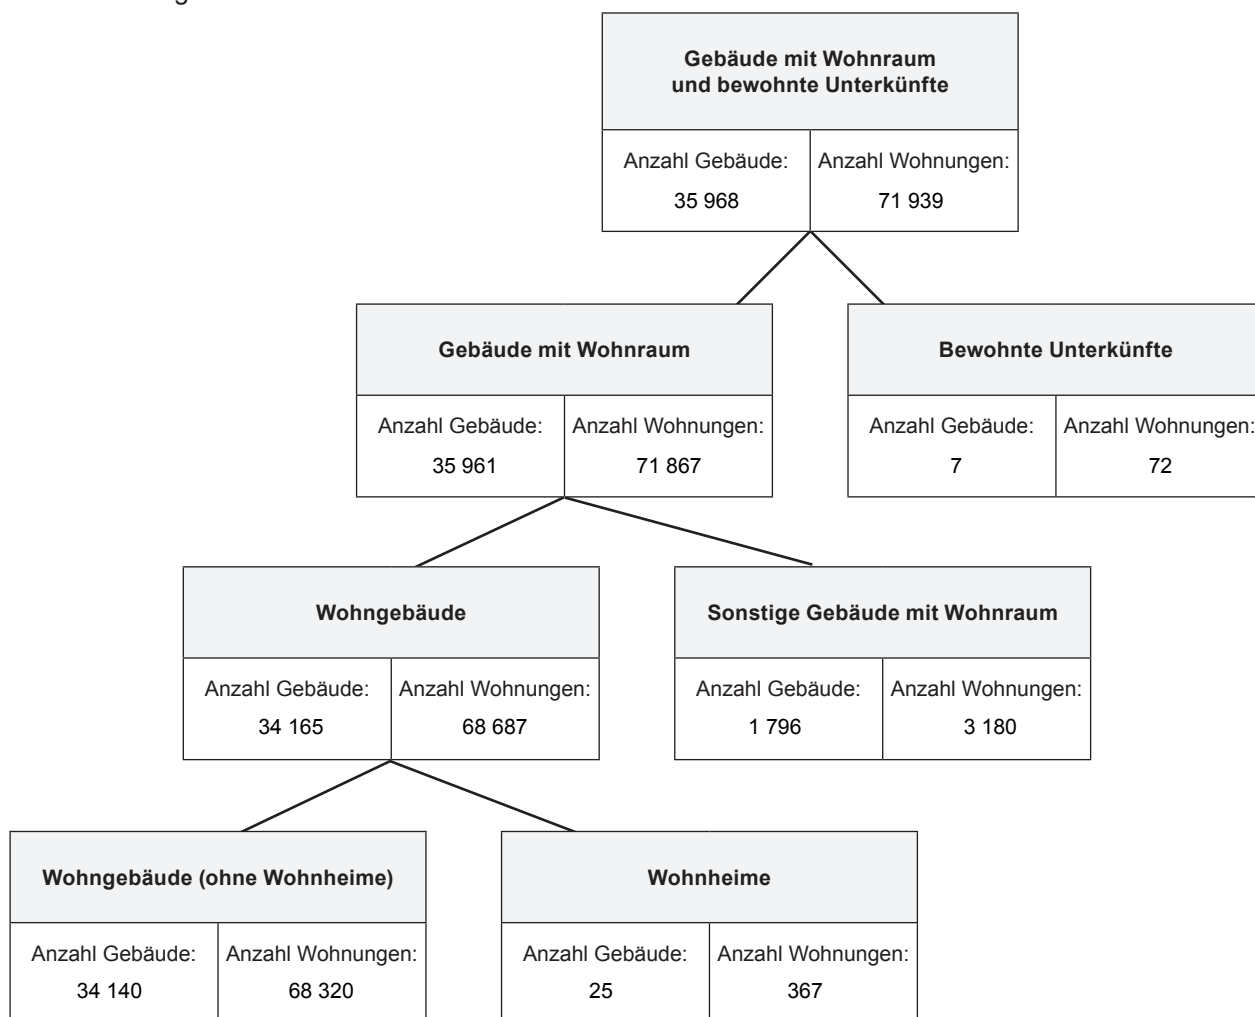 Gebäude mit Wohnraum
und bewohnte Unterkünfte
Anzahl Gebäude: Anzahl Wohnungen:
35 968 71 939
Gebäude mit Wohnraum
Anzahl Gebäude: Anzahl Wohnungen:
35 961 71 867
Bewohnte Unterkünfte
Anzahl Gebäude: Anzahl Wohnungen:
7 72
Wohngebäude
Anzahl Gebäude: Anzahl Wohnungen:
34 165 68 687
Sonstige Gebäude mit Wohnraum
Anzahl Gebäude: Anzahl Wohnungen:
1 796 3 180
Wohngebäude (ohne Wohnheime)
Anzahl Gebäude: Anzahl Wohnungen:
34 140 68 320
Wohnheime
Anzahl Gebäude: Anzahl Wohnungen:
25 367